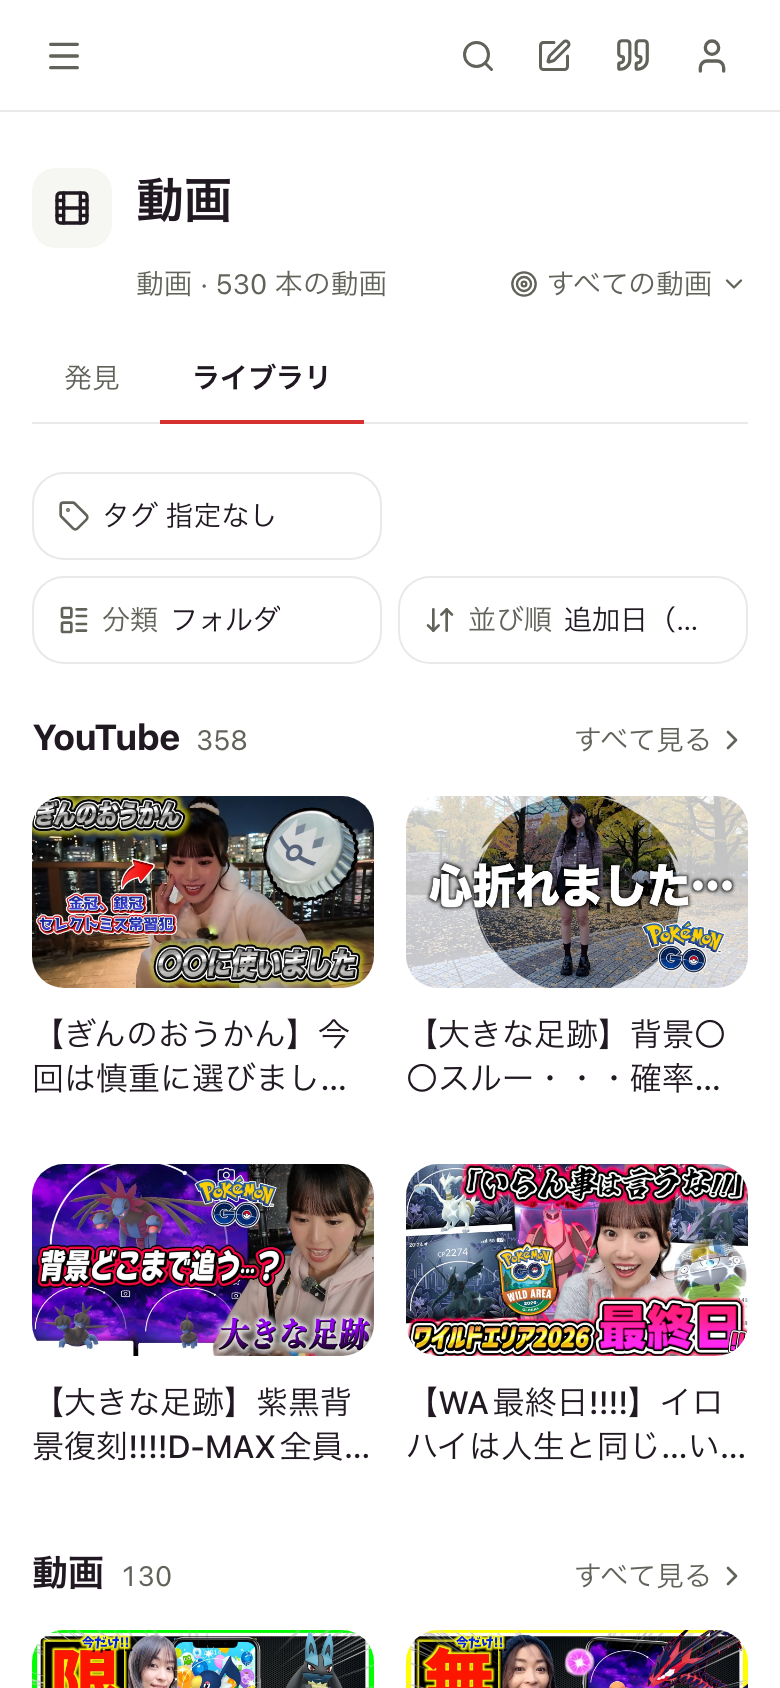 動画
動画 · 530 本の動画
すべての動画
発見
ライブラリ
タグ 指定なし
分類 フォルダ
並び順 追加日（...
YouTube 358
すべて見る
ぎんのおうかん
金冠、銀冠
セレクトミス常習犯
〇〇に使いました
心折れました…
Pokémon
GO
【ぎんのおうかん】今
回は慎重に選びまし...
【大きな足跡】背景〇
〇スルー・・・確率...
Pokémon
GO
背景どこまで追う…？
大きな足跡
「いらん事は言うな!!」
CP2274
Pokémon
GO
WILD AREA
ワイルドエリア2026
最終日!!
【大きな足跡】紫黒背
景復刻!!!!D-MAX全員...
【WA最終日!!!!】イロ
ハイは人生と同じ...い...
動画 130
すべて見る
今だけ!!
限
今だけ!!
無